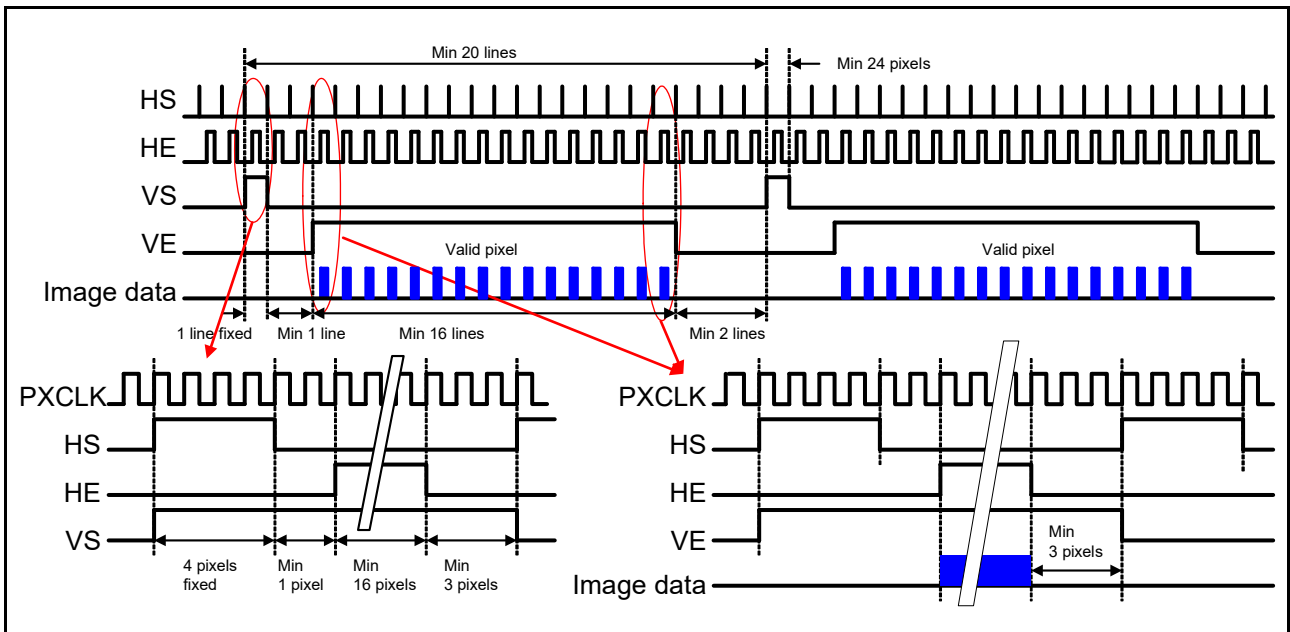 Min 20 lines
Min 24 pixels
HS
HE
VS
VE
Valid pixel
Valid pixel
Image data
1 line fixed
Min 1 line
Min 16 lines
Min 2 lines
PXCLK
HS
HE
VS
4 pixels
fixed
Min
1 pixel
Min
16 pixels
Min
3 pixels
PXCLK
HS
HE
VE
Min
3 pixels
Image data